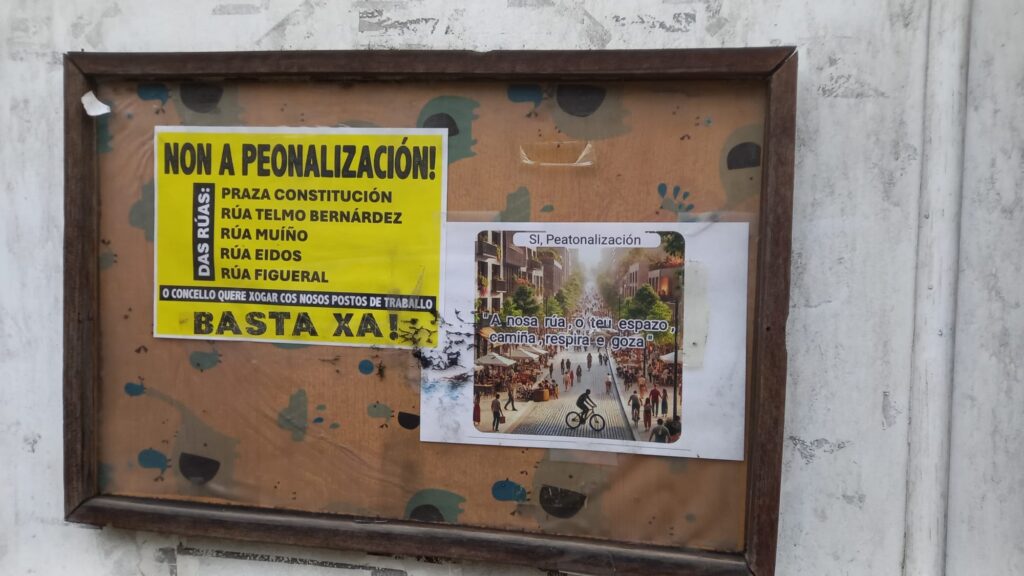 NON A PEONALIZACIÓN!
DAS RÚAS:
PRAZA CONSTITUCIÓN
RÚA TELMO BERNÁRDEZ
RÚA MUÍÑO
RÚA EIDOS
RÚA FIGUERAL
O CONCELLO QUERE XOGAR COS NOSOS POSTOS DE TRABALLO
BASTA XA!
SI, Peatonalización
"A nosa rúa, o teu espazo,
camiña, respira e goza"